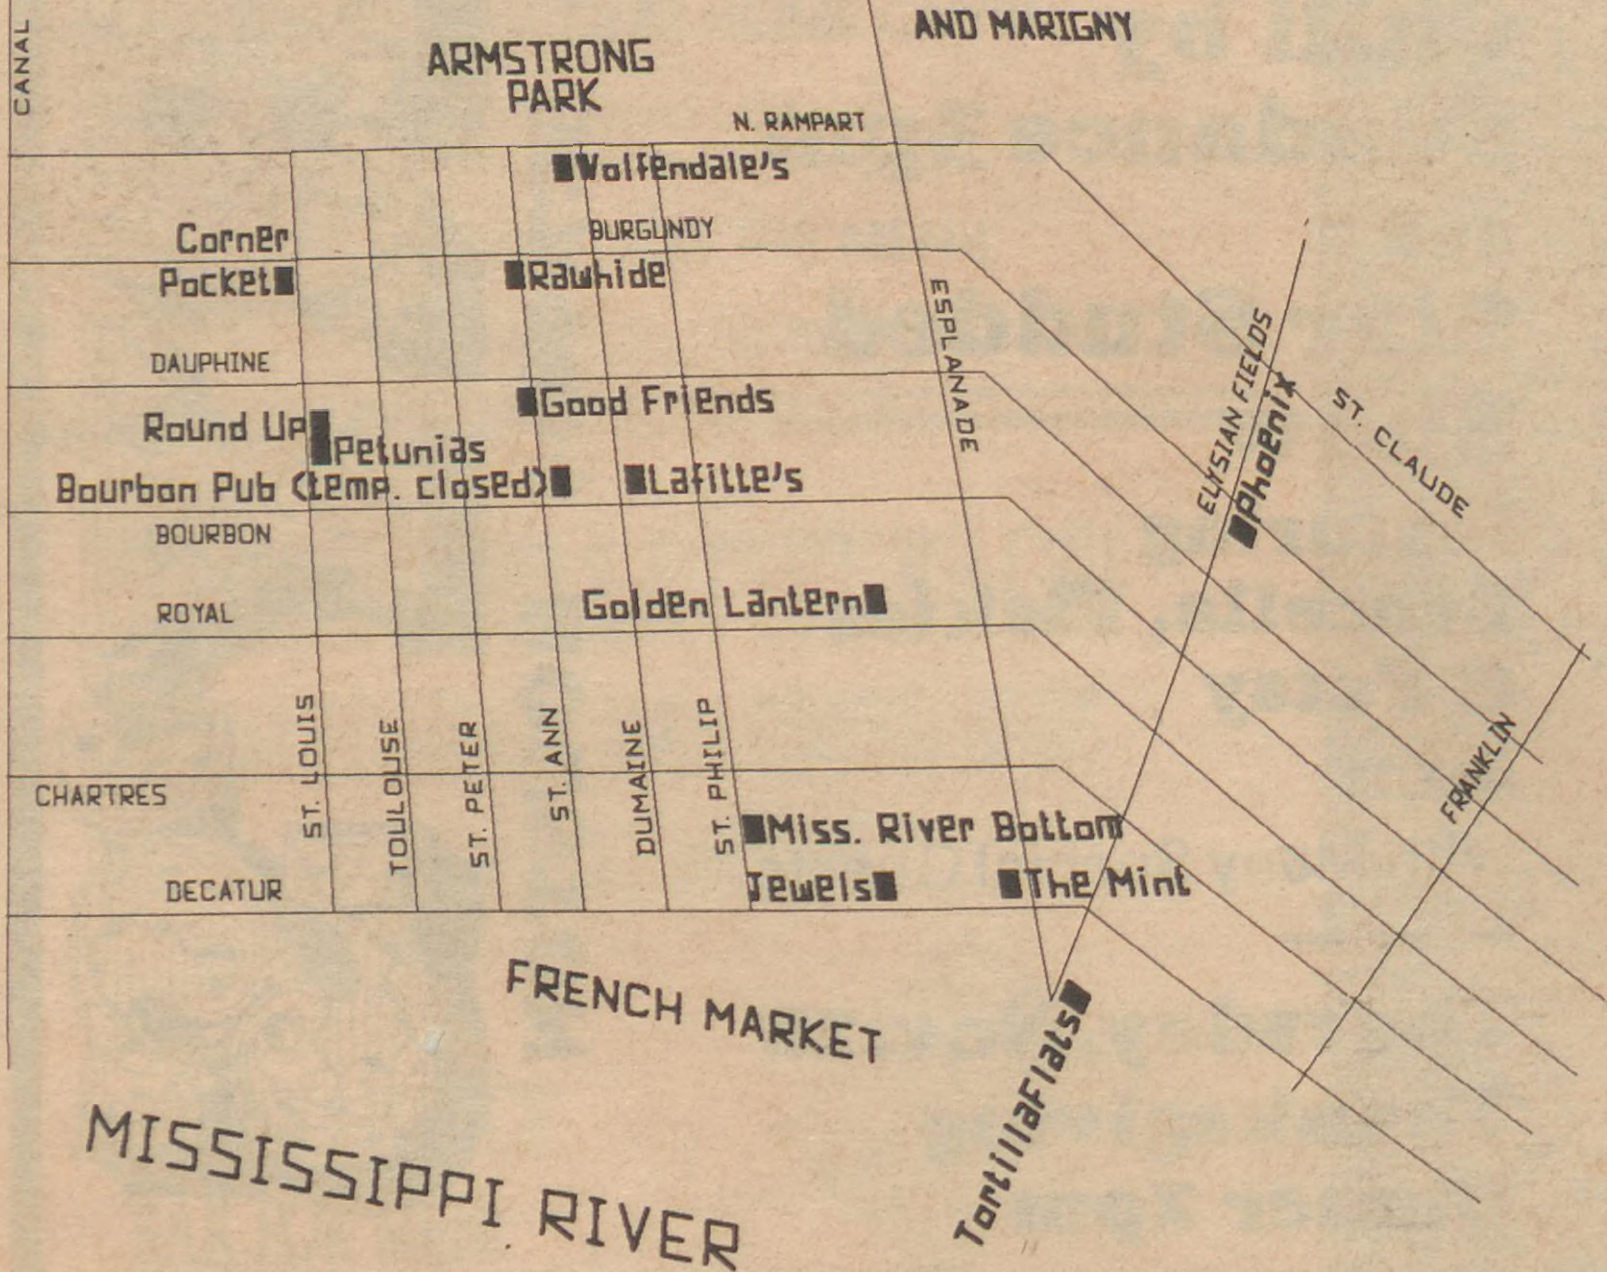 AND MARIGNY
CANAL
ARMSTRONG
PARK
N. RAMPART
Wolfendale's
BURGUNDY
Corner
Pocket
Rawhide
ESPLANADE
ELYSIAN FIELDS
Phoenix
ST. CLAUDE
DAUPHINE
Good Friends
Round Up
Petunias
Bourbon Pub (temp. closed)
Lafitte's
BOURBON
ROYAL
Golden Lantern
ST. LOUIS
TOULOUSE
ST. PETER
ST. ANN
DUMAINE
ST. PHILIP
FRANKLIN
CHARTRES
Miss. River Bottom
DECATUR
Jewels
The Mint
FRENCH MARKET
TortillaFlats
MISSISSIPPI RIVER